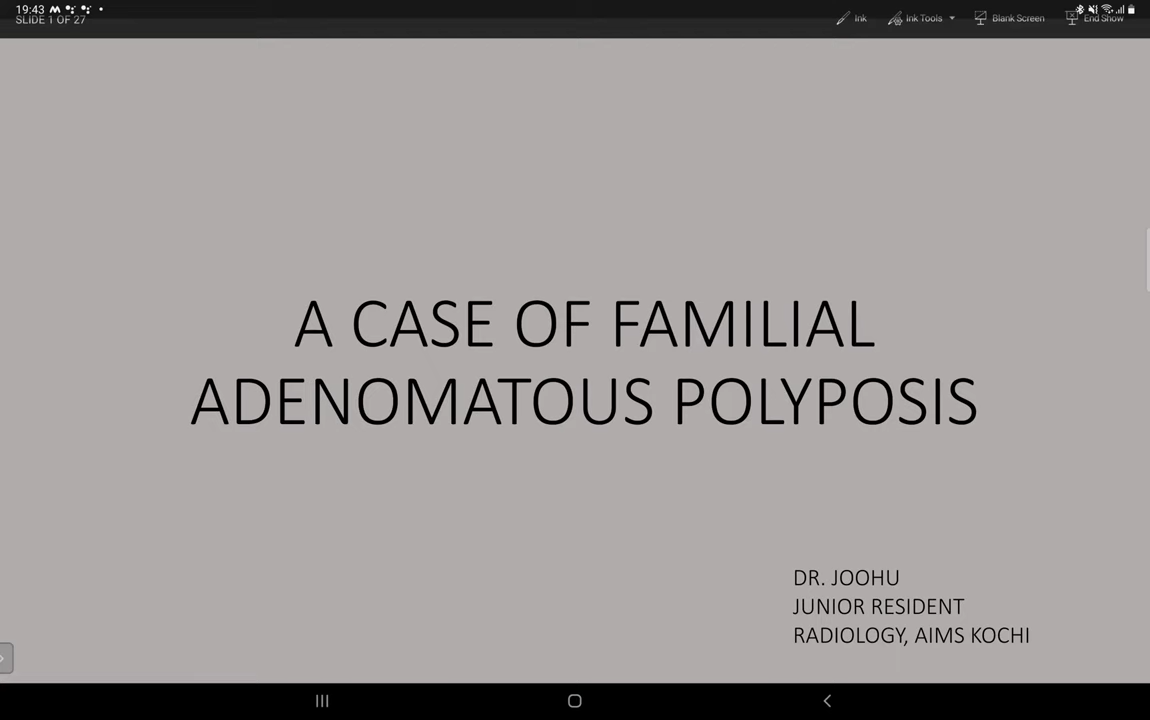 19:43
SLIDE 1 OF 27
Ink
Ink Tools
Blank Screen
End Show
A CASE OF FAMILIAL
ADENOMATOUS POLYPOSIS
DR. JOOHU
JUNIOR RESIDENT
RADIOLOGY, AIMS KOCHI